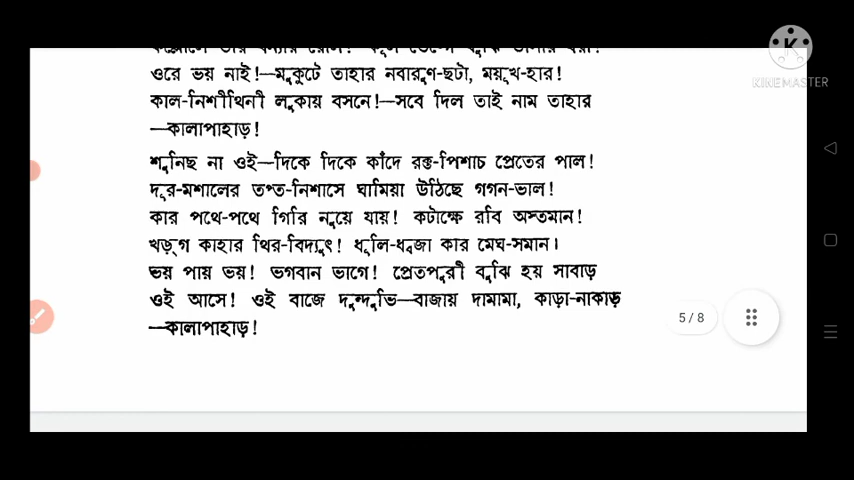 ওরে ভয় নাই!—মুকুটে তাহার নবারুণ-ছটা, ময়ূখ-হার!
কাল-নিশীথিনী লুকায় বসনে!—সবে দিল তাই নাম তাহার
—কালাপাহাড়!
শুনিছ না ওই—দিকে দিকে কাঁদে রক্ত-পিশাচ প্রেতের পাল!
দূর-মশালের তপ্ত-নিশাসে ঘামিয়া উঠিছে গগন-ভাল!
কার পথে-পথে গিরি নুয়ে যায়! কটাক্ষে রবি অস্তমান!
খড়্গ কাহার থির-বিদ্যুৎ! ধূলি-ধ্বজা কার মেঘ-সমান।
ভয় পায় ভয়! ভগবান ভাগে! প্রেতপুরী বুঝি হয় সাবাড়
ওই আসে! ওই বাজে দুন্দুভি—বাজায় দামামা, কাড়া-নাকাড়
—কালাপাহাড়!
5/8
KINEMASTER